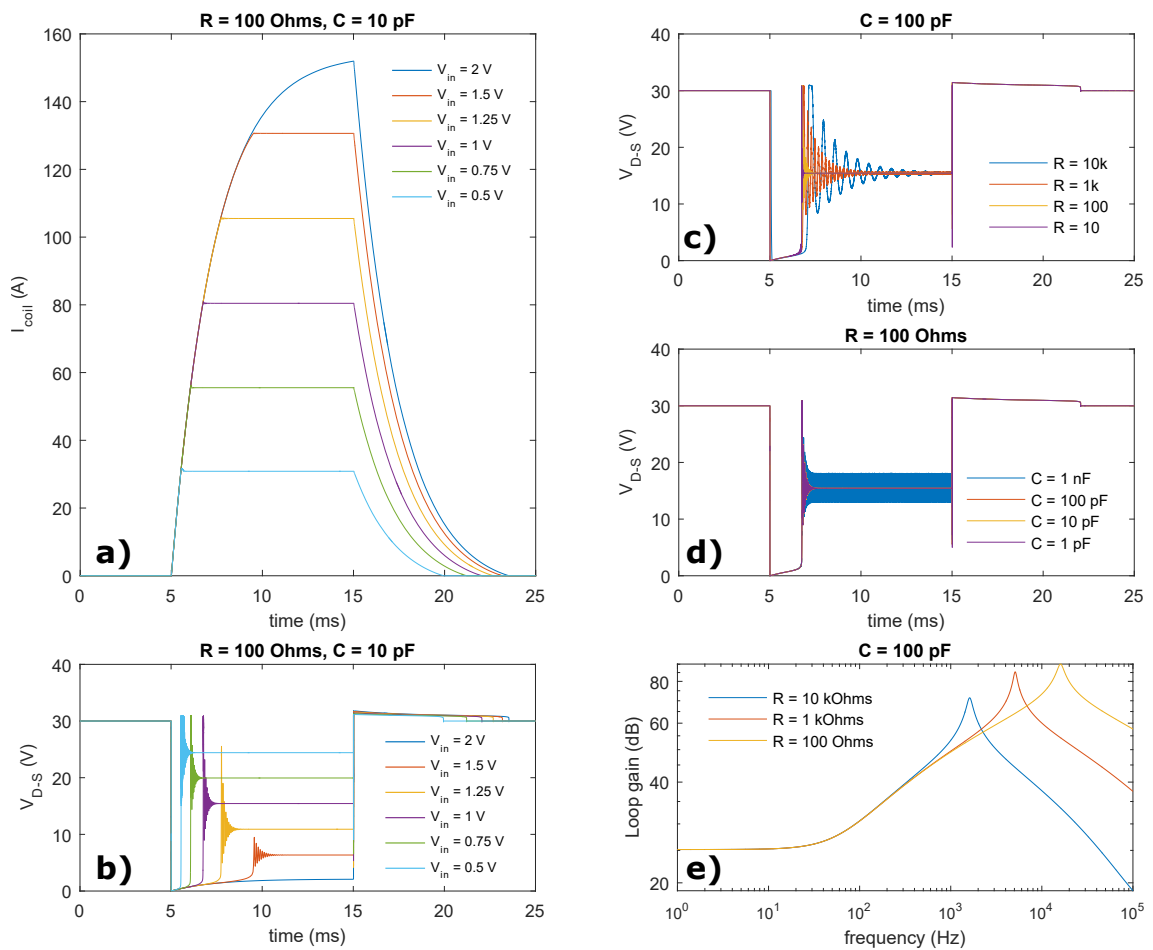 R = 100 Ohms, C = 10 pF
160
140
120
100
80
60
40
20
0
I_coil (A)
V_in = 2 V
V_in = 1.5 V
V_in = 1.25 V
V_in = 1 V
V_in = 0.75 V
V_in = 0.5 V
a)
0 5 10 15 20 25
time (ms)
R = 100 Ohms, C = 10 pF
40
30
20
10
0
V_D-S (V)
V_in = 2 V
V_in = 1.5 V
V_in = 1.25 V
V_in = 1 V
V_in = 0.75 V
V_in = 0.5 V
b)
0 5 10 15 20 25
time (ms)
C = 100 pF
40
30
20
10
0
V_D-S (V)
R = 10k
R = 1k
R = 100
R = 10
c)
0 5 10 15 20 25
time (ms)
R = 100 Ohms
40
30
20
10
0
V_D-S (V)
C = 1 nF
C = 100 pF
C = 10 pF
C = 1 pF
d)
0 5 10 15 20 25
time (ms)
C = 100 pF
80
60
40
20
Loop gain (dB)
R = 10 kOhms
R = 1 kOhms
R = 100 Ohms
e)
10^0 10^1 10^2 10^3 10^4 10^5
frequency (Hz)